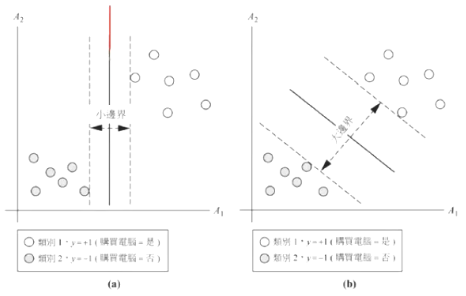 A2
A2
小邊界
大邊界
A1
A1
類別 1，y=+1 ( 購買電腦 = 是 )
類別 2，y=−1 ( 購買電腦 = 否 )
類別 1，y=+1 ( 購買電腦 = 是 )
類別 2，y=−1 ( 購買電腦 = 否 )
(a)
(b)